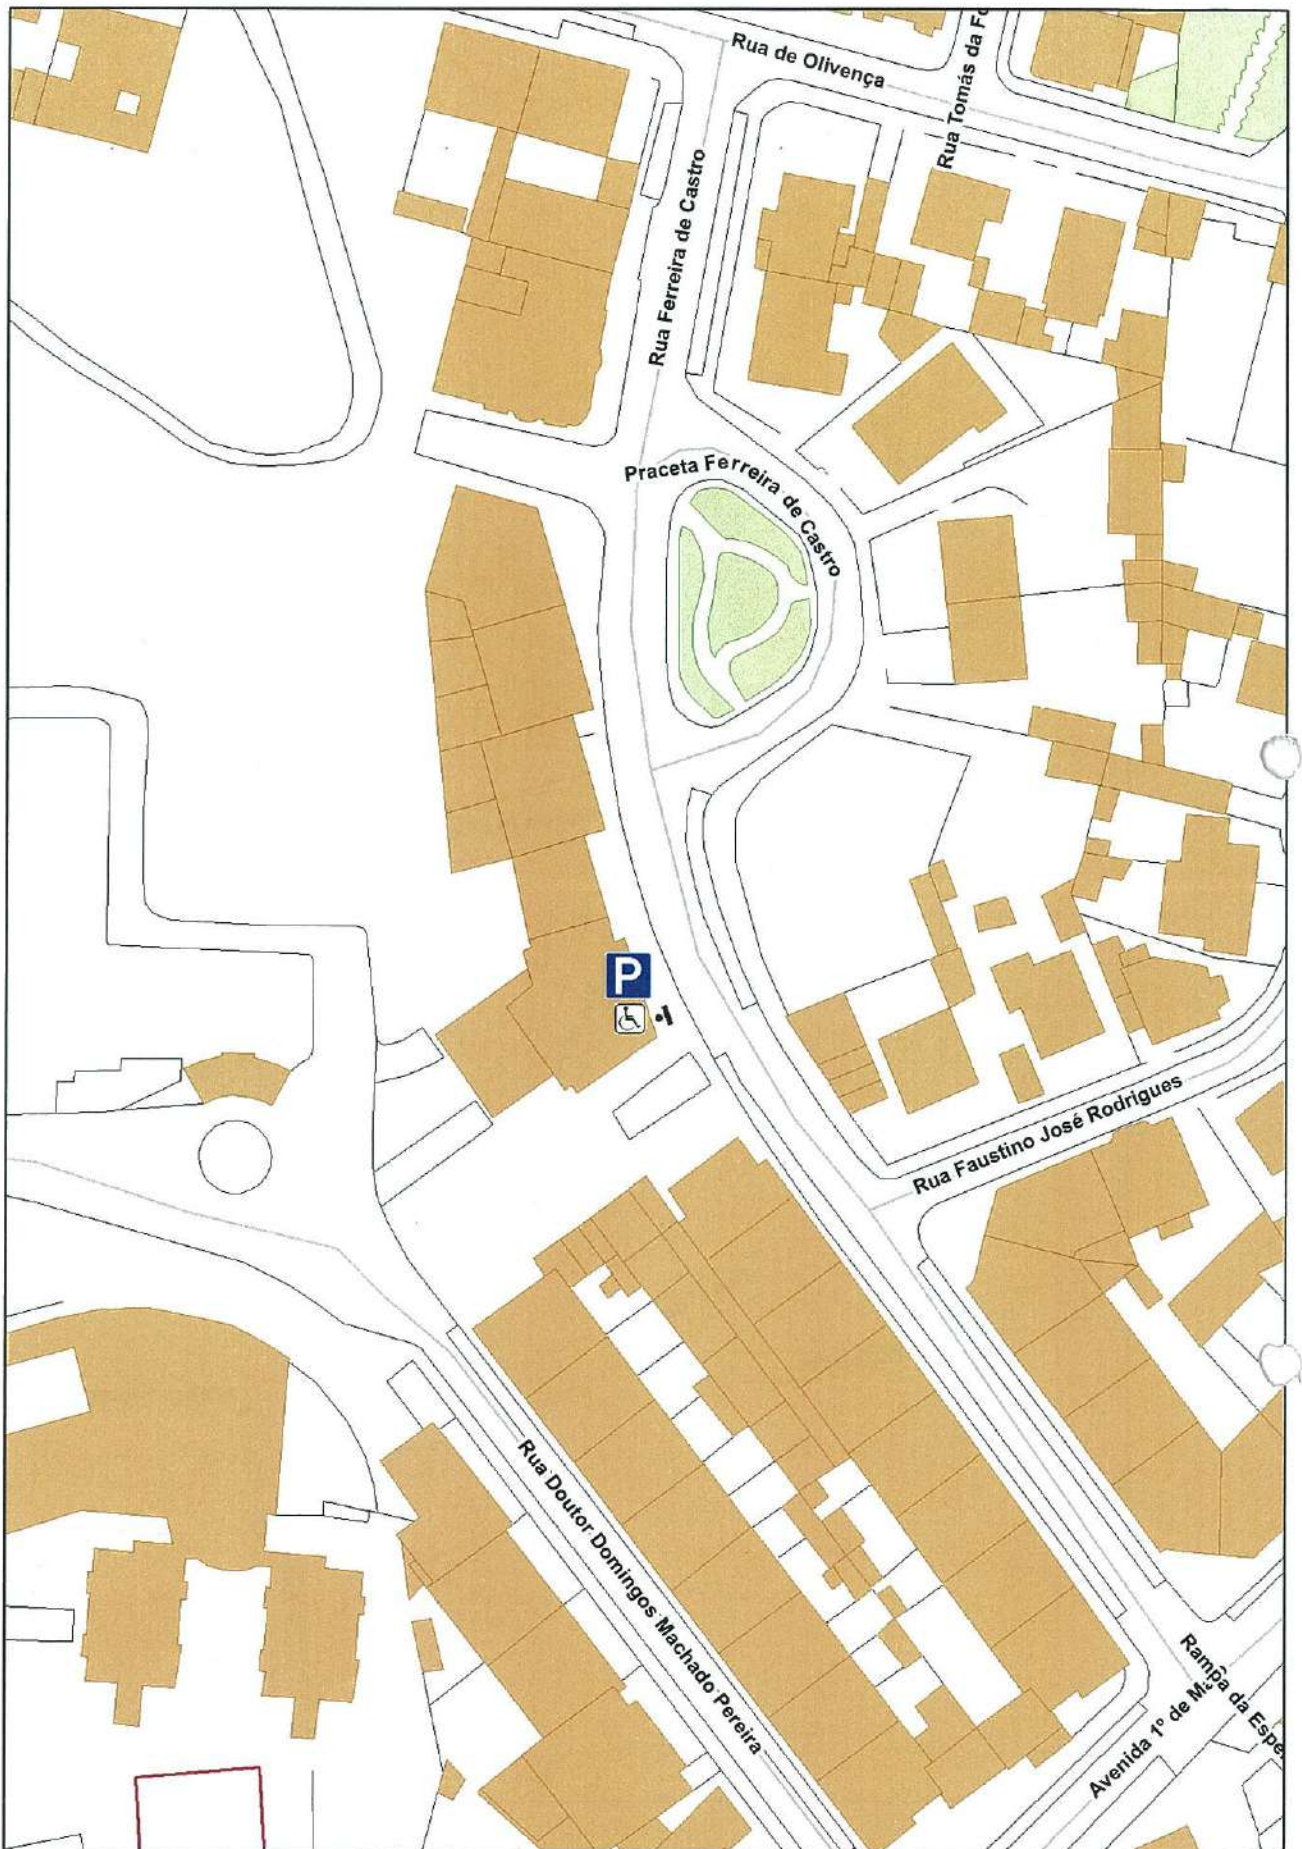 Rua de Olivença
Rua Tomás da
Rua Ferreira de Castro
Praceta Ferreira de Castro
P
Rua Faustino José Rodrigues
Rua Doutor Domingos Machado Pereira
Rampa da
Avenida 1º de